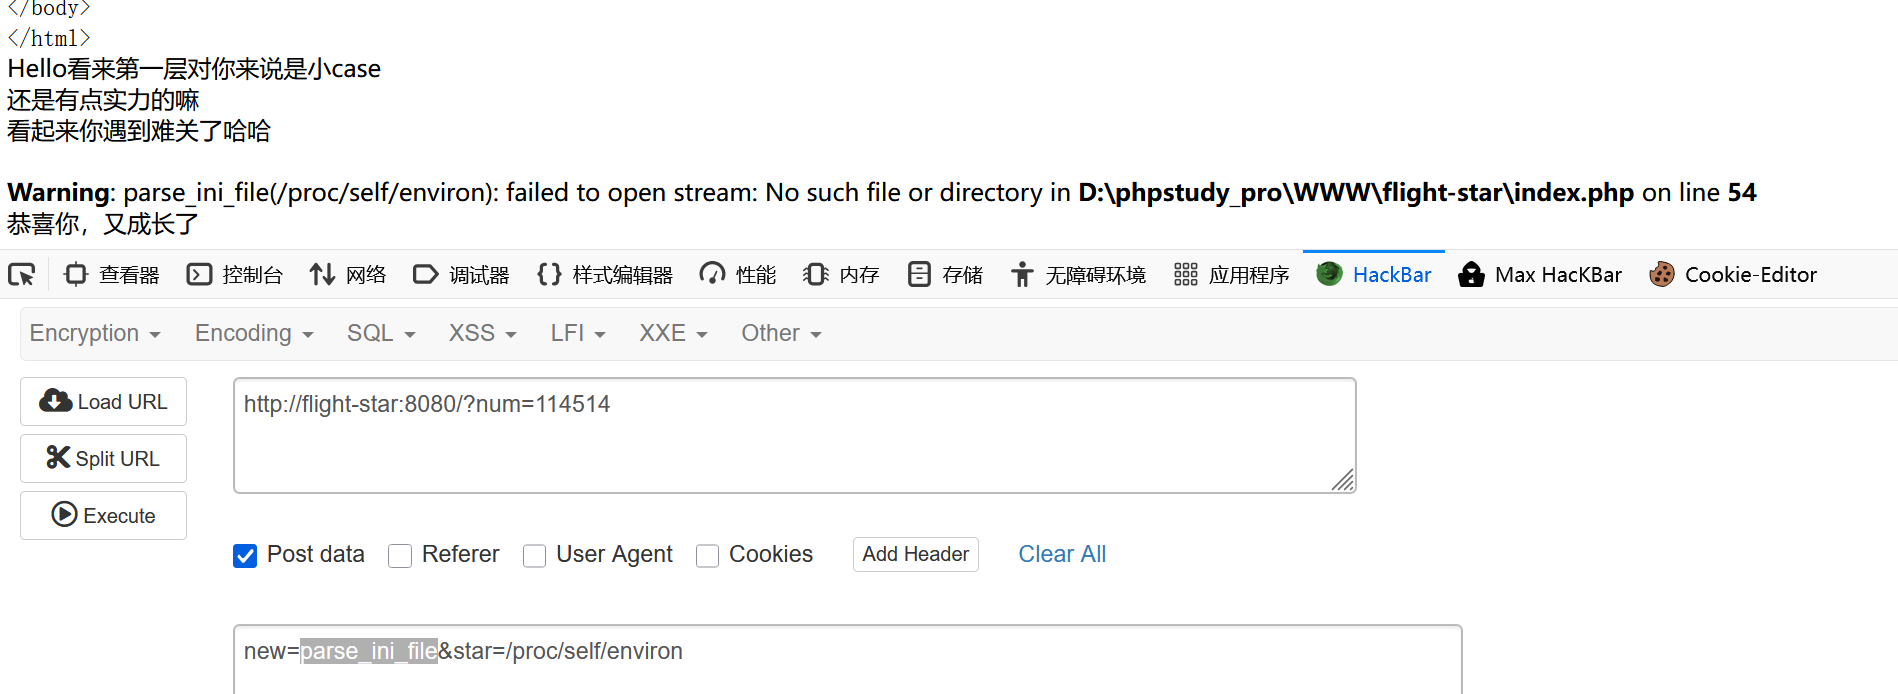 </body>
</html>
Hello看来第一层对你来说是小case
还是有点实力的嘛
看起来你遇到难关了哈哈
Warning: parse_ini_file(/proc/self/environ): failed to open stream: No such file or directory in D:\phpstudy_pro\WWW\flight-star\index.php on line 54
恭喜你，又成长了
查看器 控制台 网络 调试器 样式编辑器 性能 内存 存储 无障碍环境 应用程序 HackBar Max HacKBar Cookie-Editor
Encryption Encoding SQL XSS LFI XXE Other
Load URL
http://flight-star:8080/?num=114514
Split URL
Execute
Post data Referer User Agent Cookies Add Header Clear All
new=parse_ini_file&star=/proc/self/environ